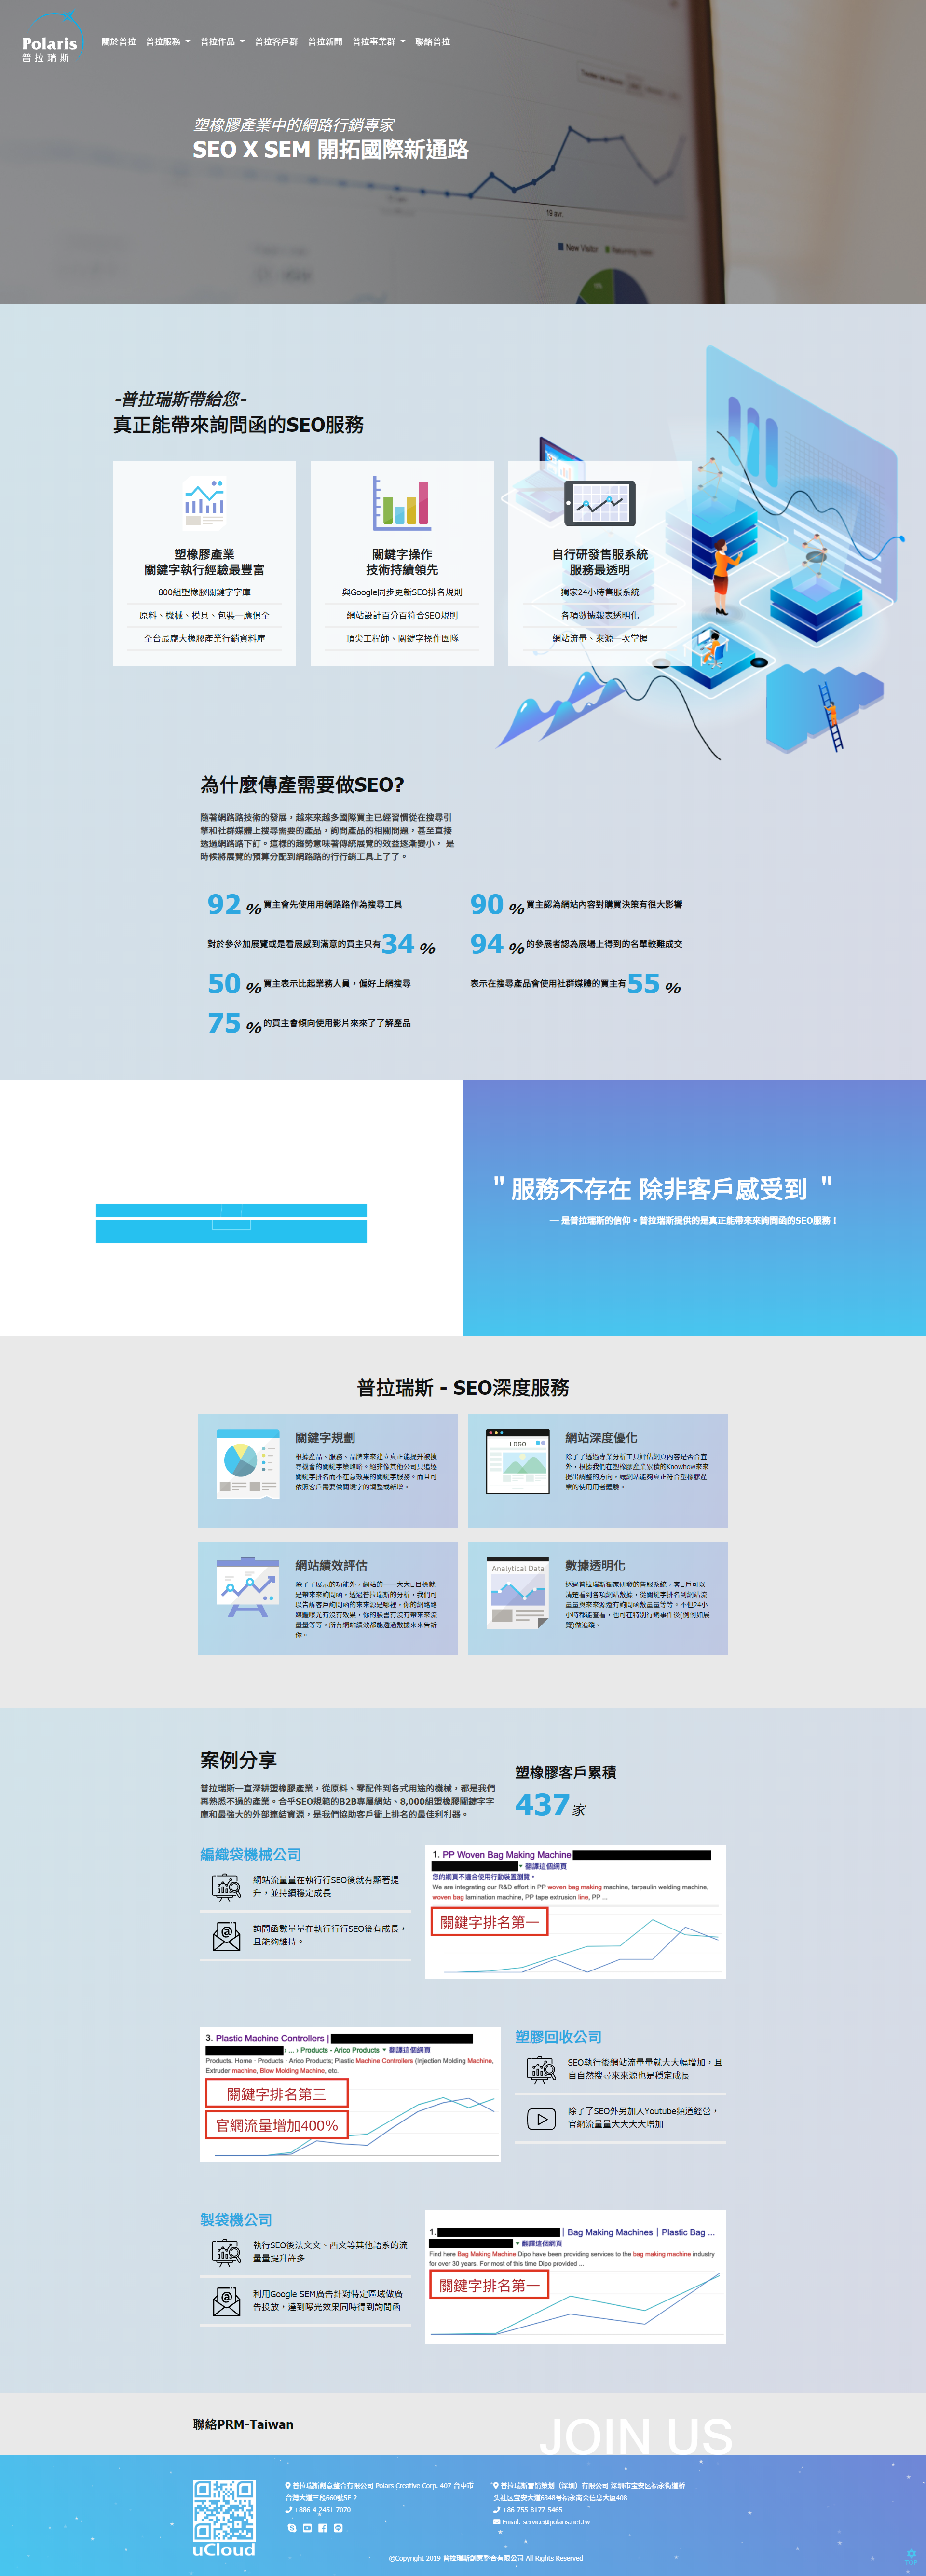 Polaris
普拉瑞斯
關於普拉 普拉服務 普拉作品 普拉客戶群 普拉新聞 普拉事業群 聯絡普拉
塑橡膠產業中的網路行銷專家
SEO X SEM 開拓國際新通路
19 avr.
New Visitor
Returning Visitor
-普拉瑞斯帶給您-
真正能帶來詢問函的SEO服務
塑橡膠產業
關鍵字執行經驗最豐富
800組塑橡膠關鍵字字庫
原料、機械、模具、包裝一應俱全
全台最龐大橡膠產業行銷資料庫
關鍵字操作
技術持續領先
與Google同步更新SEO排名規則
網站設計百分百符合SEO規則
頂尖工程師、關鍵字操作團隊
自行研發售服系統
服務最透明
獨家24小時售服系統
各項數據報表透明化
網站流量、來源一次掌握
為什麼傳產需要做SEO?
隨著網路路技術的發展，越來來越多國際買主已經習慣從在搜尋引
擎和社群媒體上搜尋需要的產品，詢問產品的相關問題，甚至直接
透過網路路下訂。這樣的趨勢意味著傳統展覽的效益逐漸變小， 是
時候將展覽的預算分配到網路路的行行銷工具上了了。
92 %買主會先使用用網路路作為搜尋工具
90 %買主認為網站內容對購買決策有很大影響
對於參參加展覽或是看展感到滿意的買主只有34 %
94 %的參展者認為展場上得到的名單較難成交
50 %買主表示比起業務人員，偏好上網搜尋
表示在搜尋產品會使用社群媒體的買主有55 %
75 %的買主會傾向使用影片來來了了解產品
" 服務不存在 除非客戶感受到 "
— 是普拉瑞斯的信仰。普拉瑞斯提供的是真正能帶來來詢問函的SEO服務！
普拉瑞斯 - SEO深度服務
關鍵字規劃
根據產品、服務、品牌來來建立真正能提升被搜
尋機會的關鍵字策略略。絕非像其他公司只追逐
關鍵字排名而不在意效果的關鍵字服務。而且可
依照客戶需要做關鍵字的調整或新增。
LOGO
網站深度優化
除了了透過專業分析工具評估網頁內容是否合宜
外，根據我們在塑橡膠產業累積的Knowhow來來
提出調整的方向，讓網站能夠真正符合塑橡膠產
業的使用用者體驗。
網站績效評估
除了了展示的功能外，網站的一一大大二目標就
是帶來來詢問函，透過普拉瑞斯的分析，我們可
以告訴客戶詢問函的來來源是哪裡，你的網路路
媒體曝光有沒有效果，你的臉書有沒有帶來來流
量量等等。所有網站績效都能透過數據來來告訴
你。
Analytical Data
數據透明化
透過普拉瑞斯獨家研發的售服系統，客二戶可以
清楚看到各項網站數據，從關鍵字排名到網站流
量量與來來源還有詢問函數量量等等。不但24小
小時都能查看，也可在特別行銷事件後(例例如展
覽)做追蹤。
案例分享
普拉瑞斯一直深耕塑橡膠產業，從原料、零配件到各式用途的機械，都是我們
再熟悉不過的產業。合乎SEO規範的B2B專屬網站、8,000組塑橡膠關鍵字字
庫和最強大的外部連結資源，是我們協助客戶衝上排名的最佳利利器。
塑橡膠客戶累積
437家
編織袋機械公司
網站流量量在執行行SEO後就有顯著提
升，並持續穩定成長
詢問函數量量在執行行行SEO後有成長，
且能夠維持。
1. PP Woven Bag Making Machine
翻譯這個網頁
您的網頁不適合使用行動裝置瀏覽。
We are integrating our R&D effort in PP woven bag making machine, tarpaulin welding machine,
woven bag lamination machine, PP tape extrusion line, PP ...
關鍵字排名第一
3. Plastic Machine Controllers |
› ... › Products - Arico Products 翻譯這個網頁
Products. Home · Products · Arico Products; Plastic Machine Controllers (Injection Molding Machine,
Extruder machine, Blow Molding Machine, etc.
關鍵字排名第三
官網流量增加400%
塑膠回收公司
SEO執行後網站流量量就大大幅增加，且
自自然搜尋來來源也是穩定成長
除了了SEO外另加入Youtube頻道經營，
官網流量量大大大大增加
製袋機公司
執行SEO後法文文、西文等其他語系的流
量量提升許多
利用Google SEM廣告針對特定區域做廣
告投放，達到曝光效果同時得到詢問函
1. | Bag Making Machines | Plastic Bag ...
翻譯這個網頁
Find here Bag Making Machine Dipo have been providing services to the bag making machine industry
for over 30 years. For most of this time Dipo provided ...
關鍵字排名第一
聯絡PRM-Taiwan
JOIN US
uCloud
普拉瑞斯創意整合有限公司 Polars Creative Corp. 407 台中市
台灣大道三段660號5F-2
+886-4-2451-7070
普拉瑞斯营销策划（深圳）有限公司 深圳市宝安区福永街道桥
头社区宝安大道6348号福永商会信息大厦408
+86-755-8177-5465
Email: service@polaris.net.tw
©Copyright 2019 普拉瑞斯創意整合有限公司 All Rights Reserved
TOP